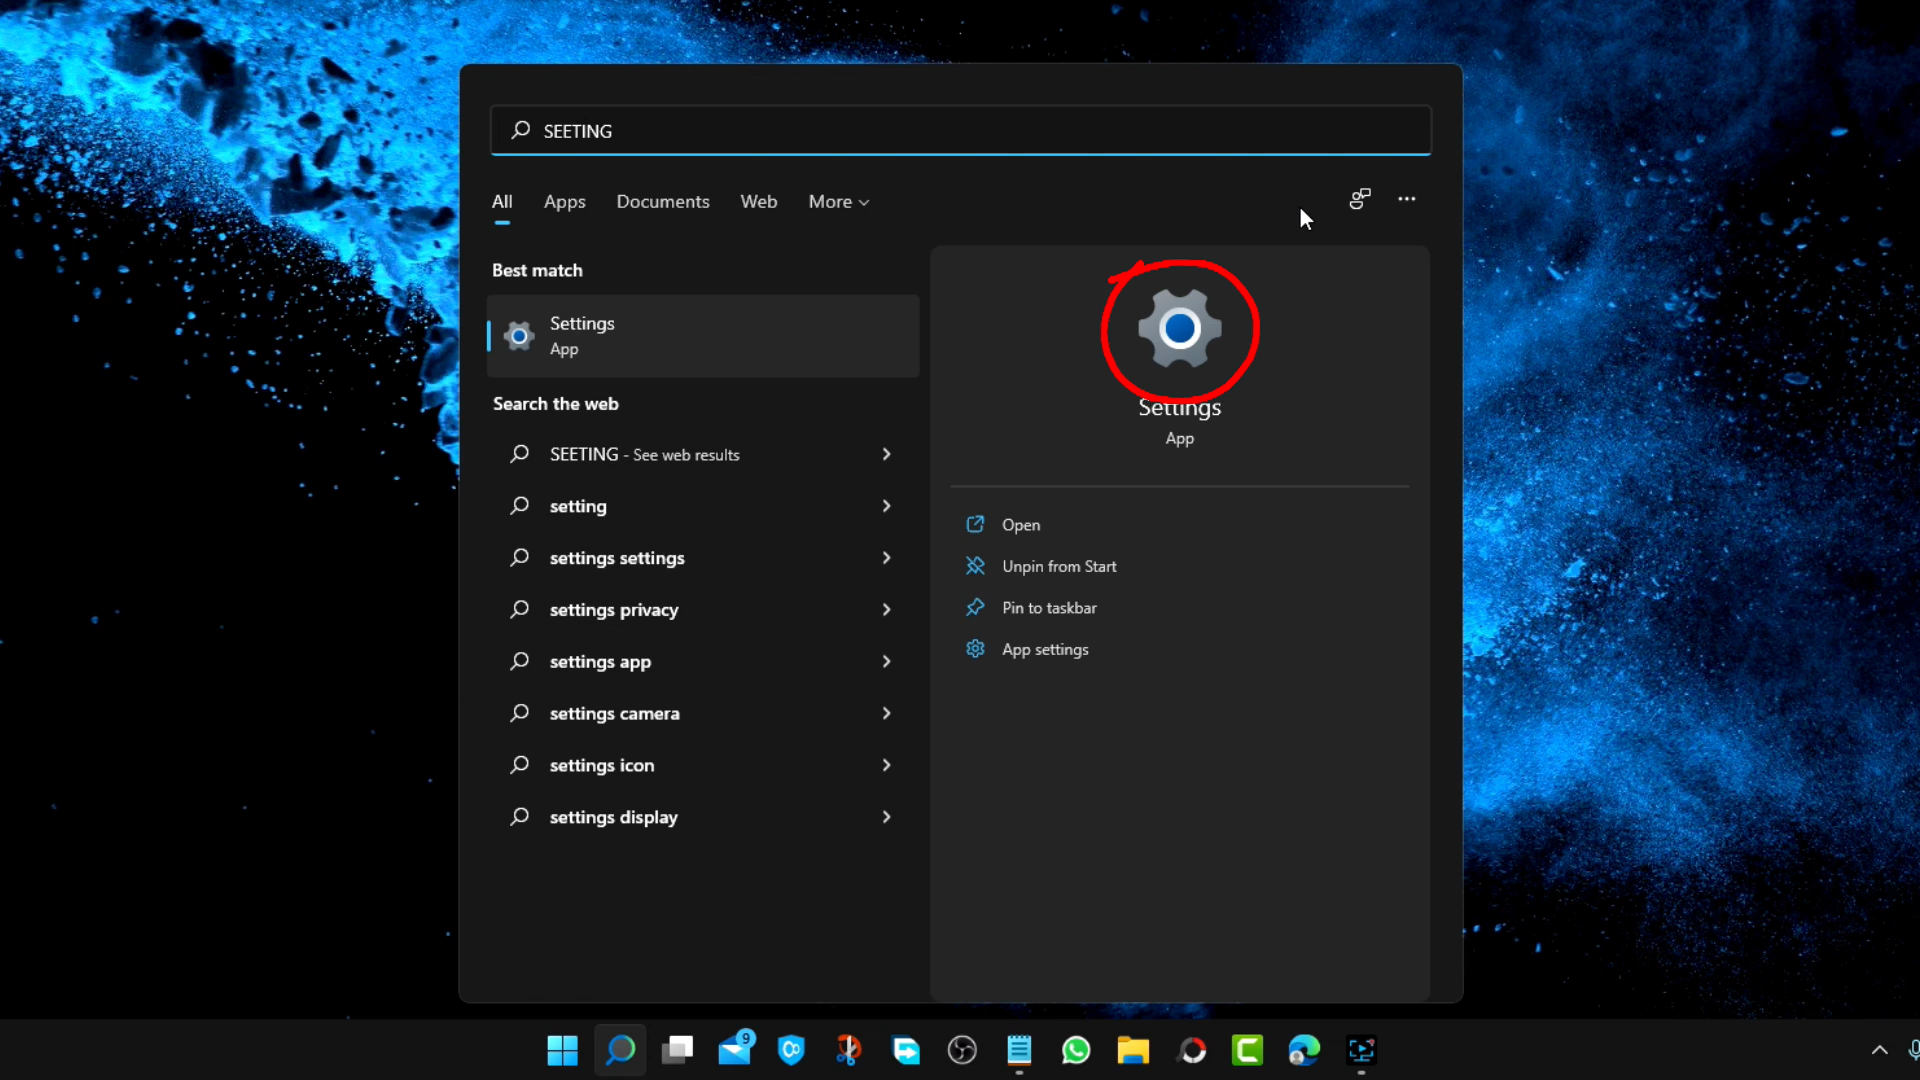 SEETING
All Apps Documents Web More
Best match
Settings
App
Search the web
SEETING - See web results
setting
settings settings
settings privacy
settings app
settings camera
settings icon
settings display
Settings
App
Open
Unpin from Start
Pin to taskbar
App settings
9